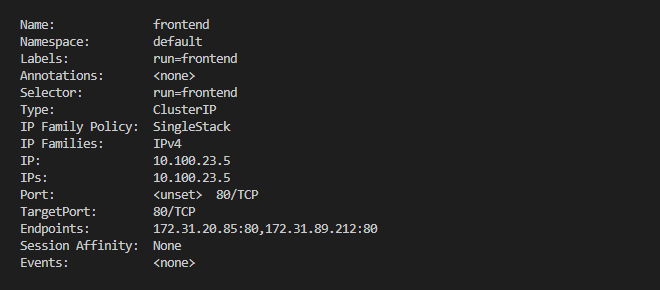 Name:              frontend
Namespace:         default
Labels:            run=frontend
Annotations:       <none>
Selector:          run=frontend
Type:              ClusterIP
IP Family Policy:  SingleStack
IP Families:       IPv4
IP:                10.100.23.5
IPs:               10.100.23.5
Port:              <unset>  80/TCP
TargetPort:        80/TCP
Endpoints:         172.31.20.85:80,172.31.89.212:80
Session Affinity:  None
Events:            <none>